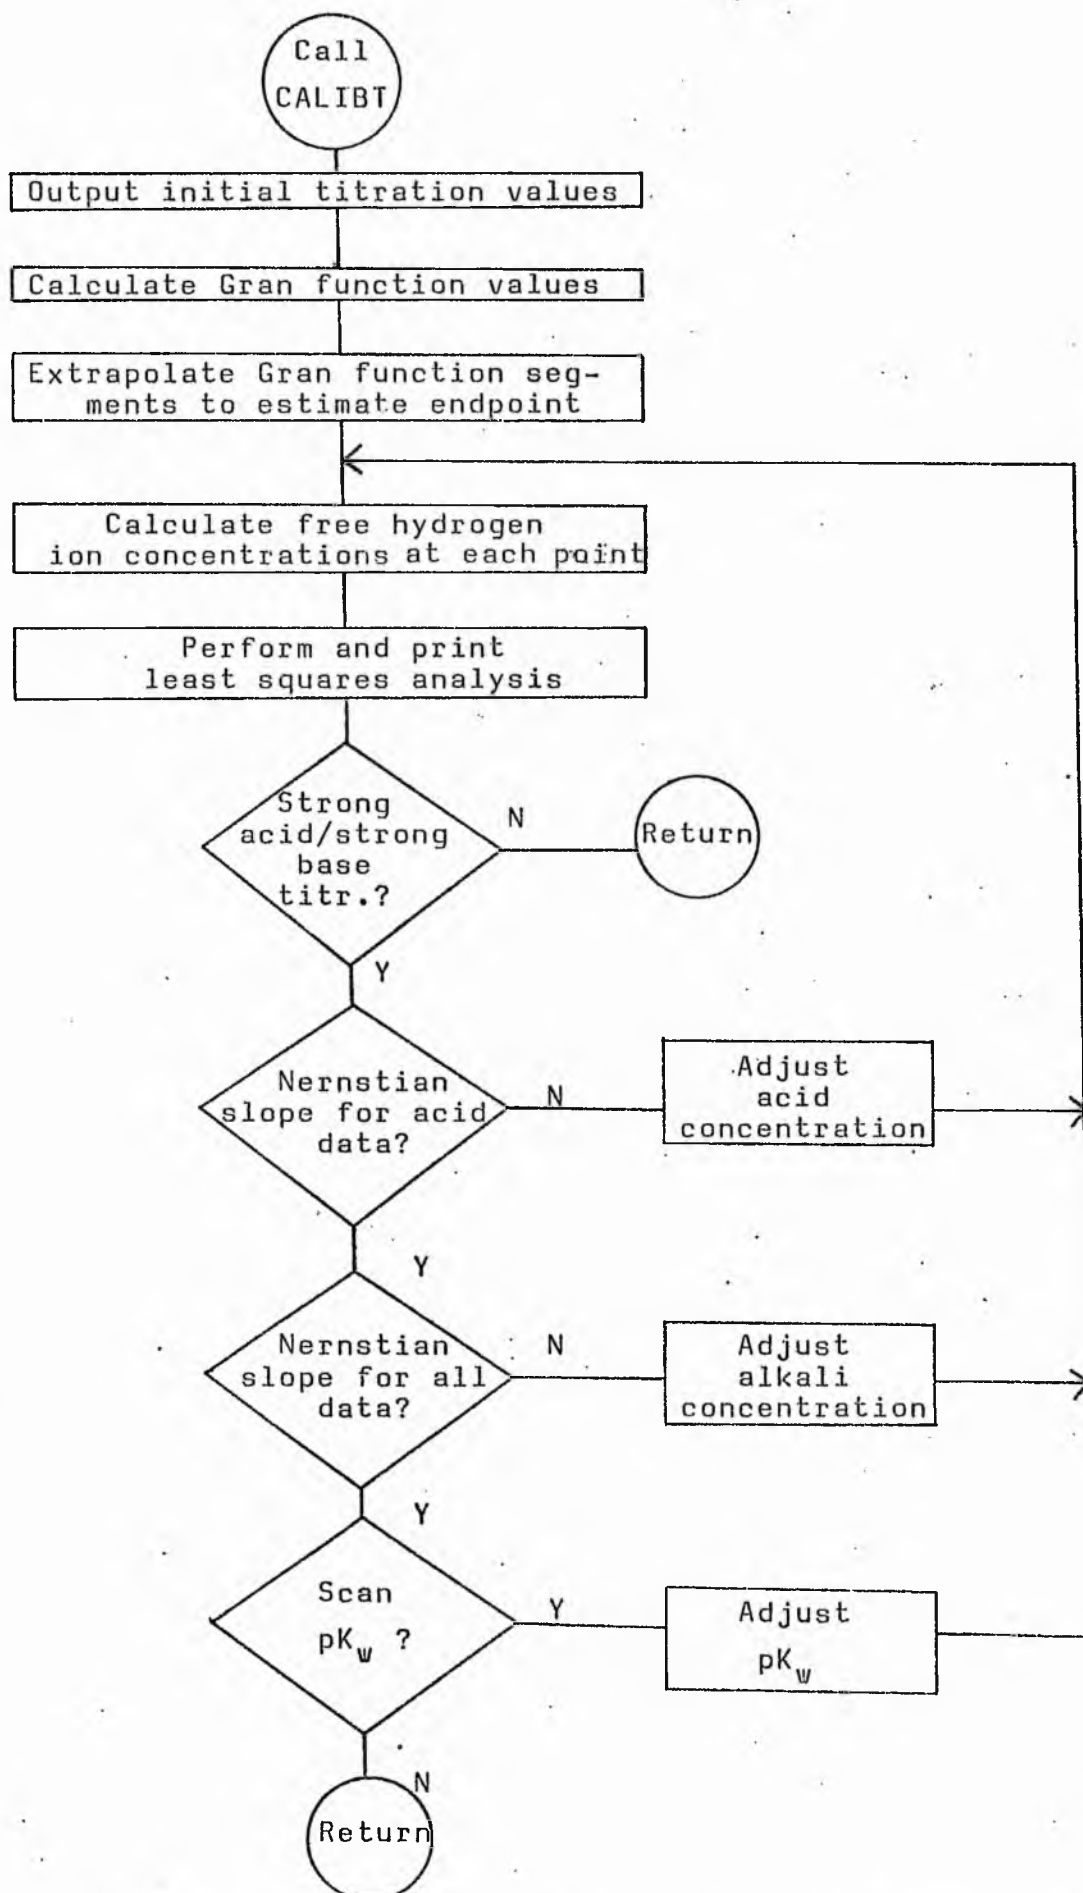 Call
CALIBT
Output initial titration values
Calculate Gran function values
Extrapolate Gran function seg-
ments to estimate endpoint
Calculate free hydrogen
ion concentrations at each point
Perform and print
least squares analysis
Strong
acid/strong
base
titr.?
N
Return
Y
Nernstian
slope for acid
data?
N
Adjust
acid
concentration
Y
Nernstian
slope for all
data?
N
Adjust
alkali
concentration
Y
Scan
pKw ?
Y
Adjust
pKw
N
Return